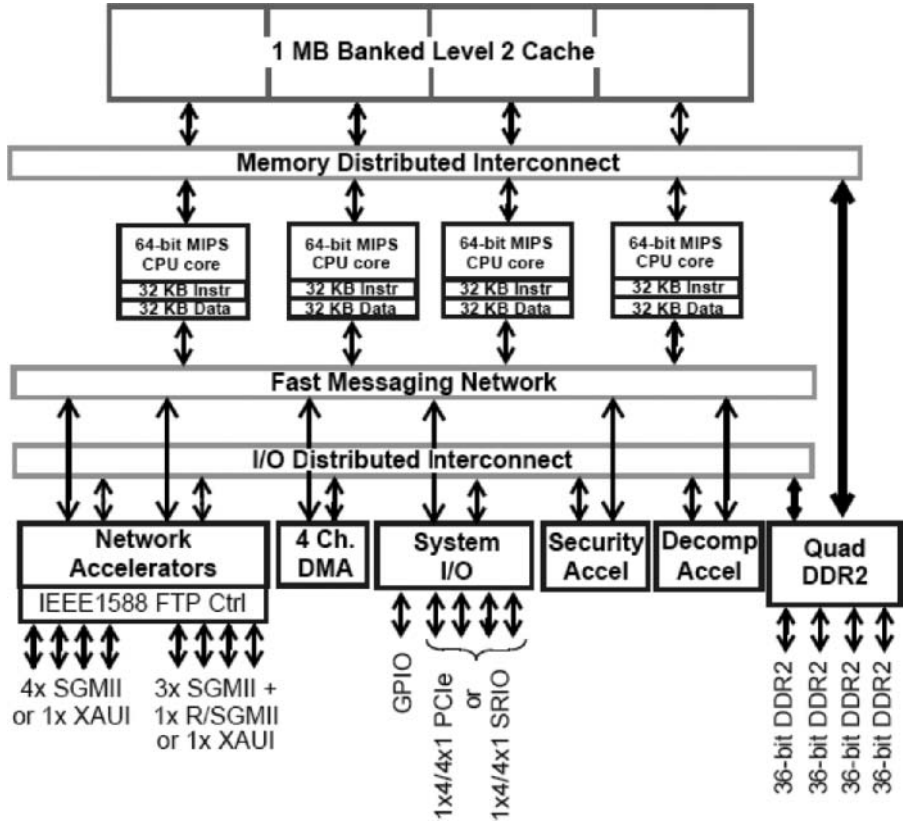 1 MB Banked Level 2 Cache
Memory Distributed Interconnect
64-bit MIPS
CPU core
32 KB Instr
32 KB Data
64-bit MIPS
CPU core
32 KB Instr
32 KB Data
64-bit MIPS
CPU core
32 KB Instr
32 KB Data
64-bit MIPS
CPU core
32 KB Instr
32 KB Data
Fast Messaging Network
I/O Distributed Interconnect
Network
Accelerators
IEEE1588 FTP Ctrl
4 Ch.
DMA
System
I/O
Security
Accel
Decomp
Accel
Quad
DDR2
4x SGMII
or 1x XAUI
3x SGMII +
1x R/SGMII
or 1x XAUI
GPIO
1x4/4x1 PCIe
or
1x4/4x1 SRIO
36-bit DDR2
36-bit DDR2
36-bit DDR2
36-bit DDR2